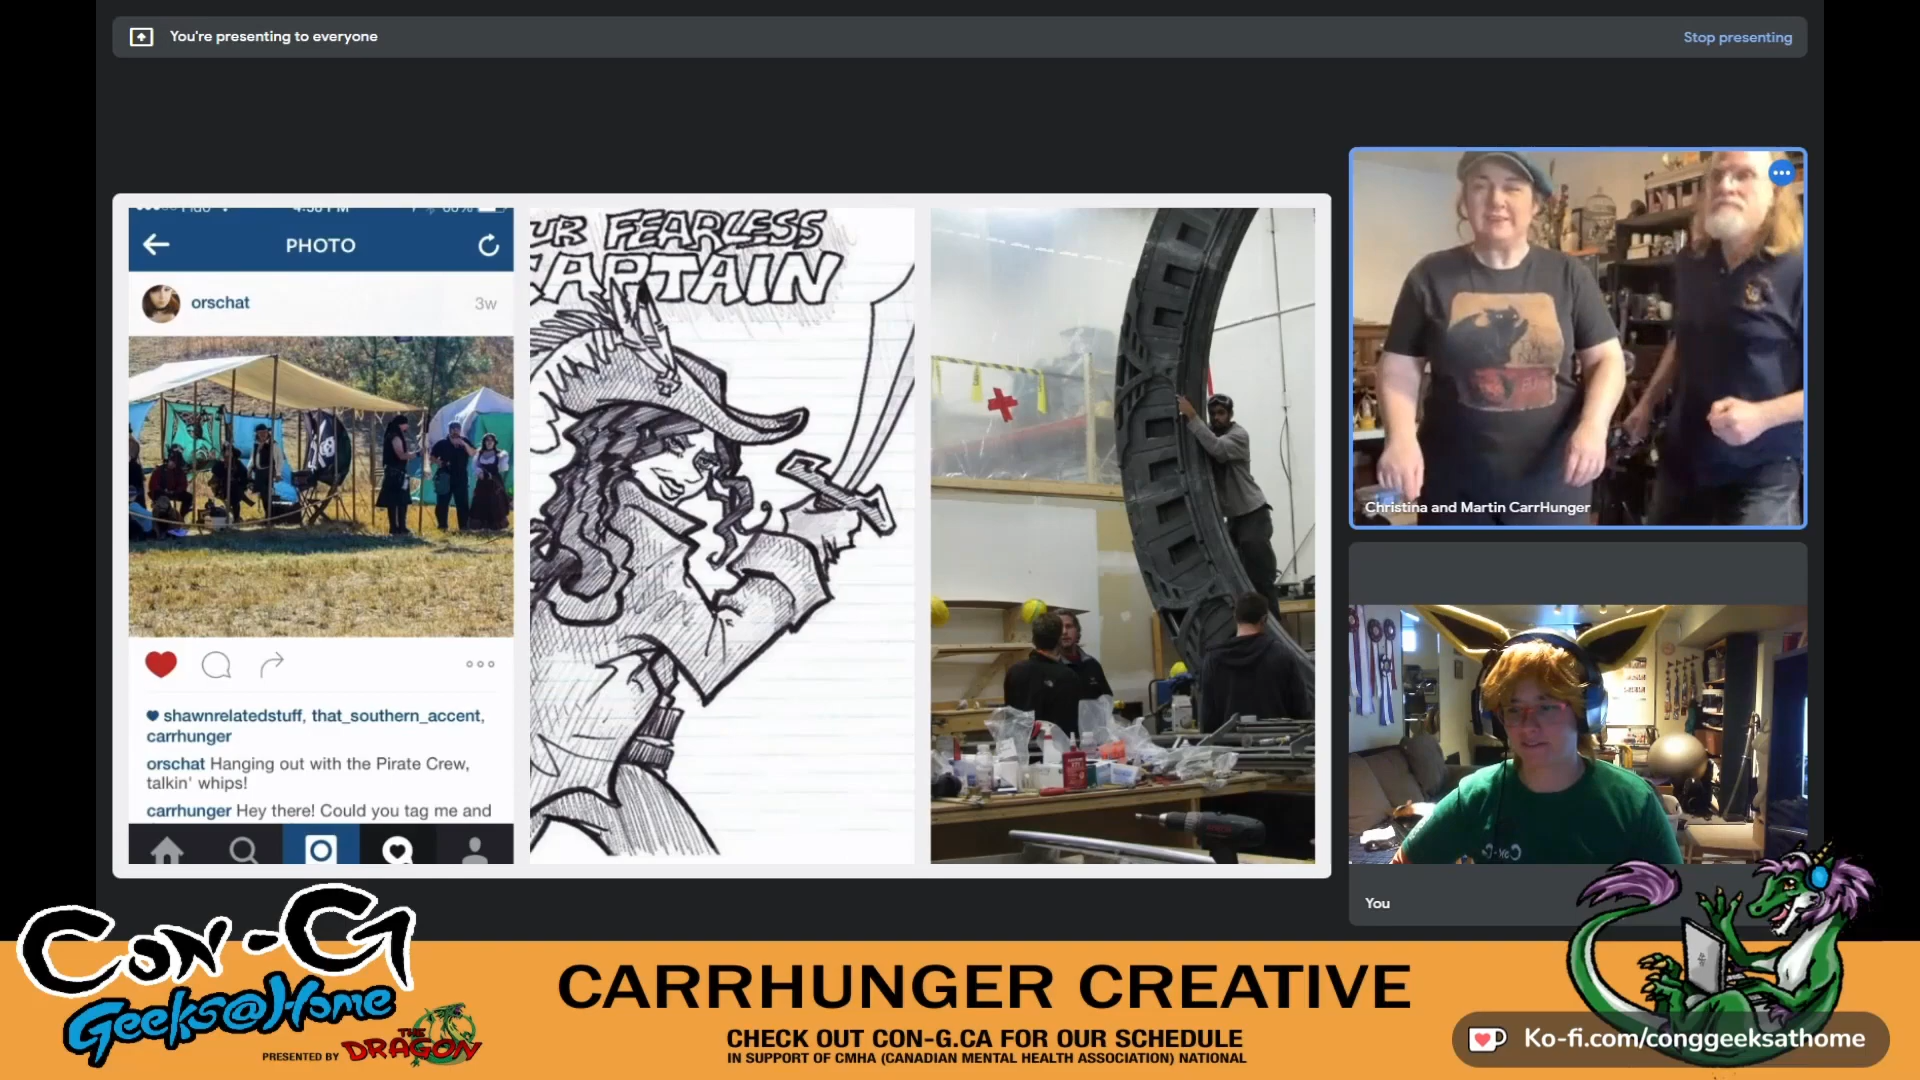 You're presenting to everyone
Stop presenting
PHOTO
orschat
3w
shawnrelatedstuff, that_southern_accent,
carrhunger
orschat Hanging out with the Pirate Crew,
talkin' whips!
carrhunger Hey there! Could you tag me and
UR FEARLESS
APTAIN
Christina and Martin CarrHunger
You
CON-G
Geeks@Home
PRESENTED BY THE DRAGON
CARRHUNGER CREATIVE
CHECK OUT CON-G.CA FOR OUR SCHEDULE
IN SUPPORT OF CMHA (CANADIAN MENTAL HEALTH ASSOCIATION) NATIONAL
Ko-fi.com/conggeeksathome